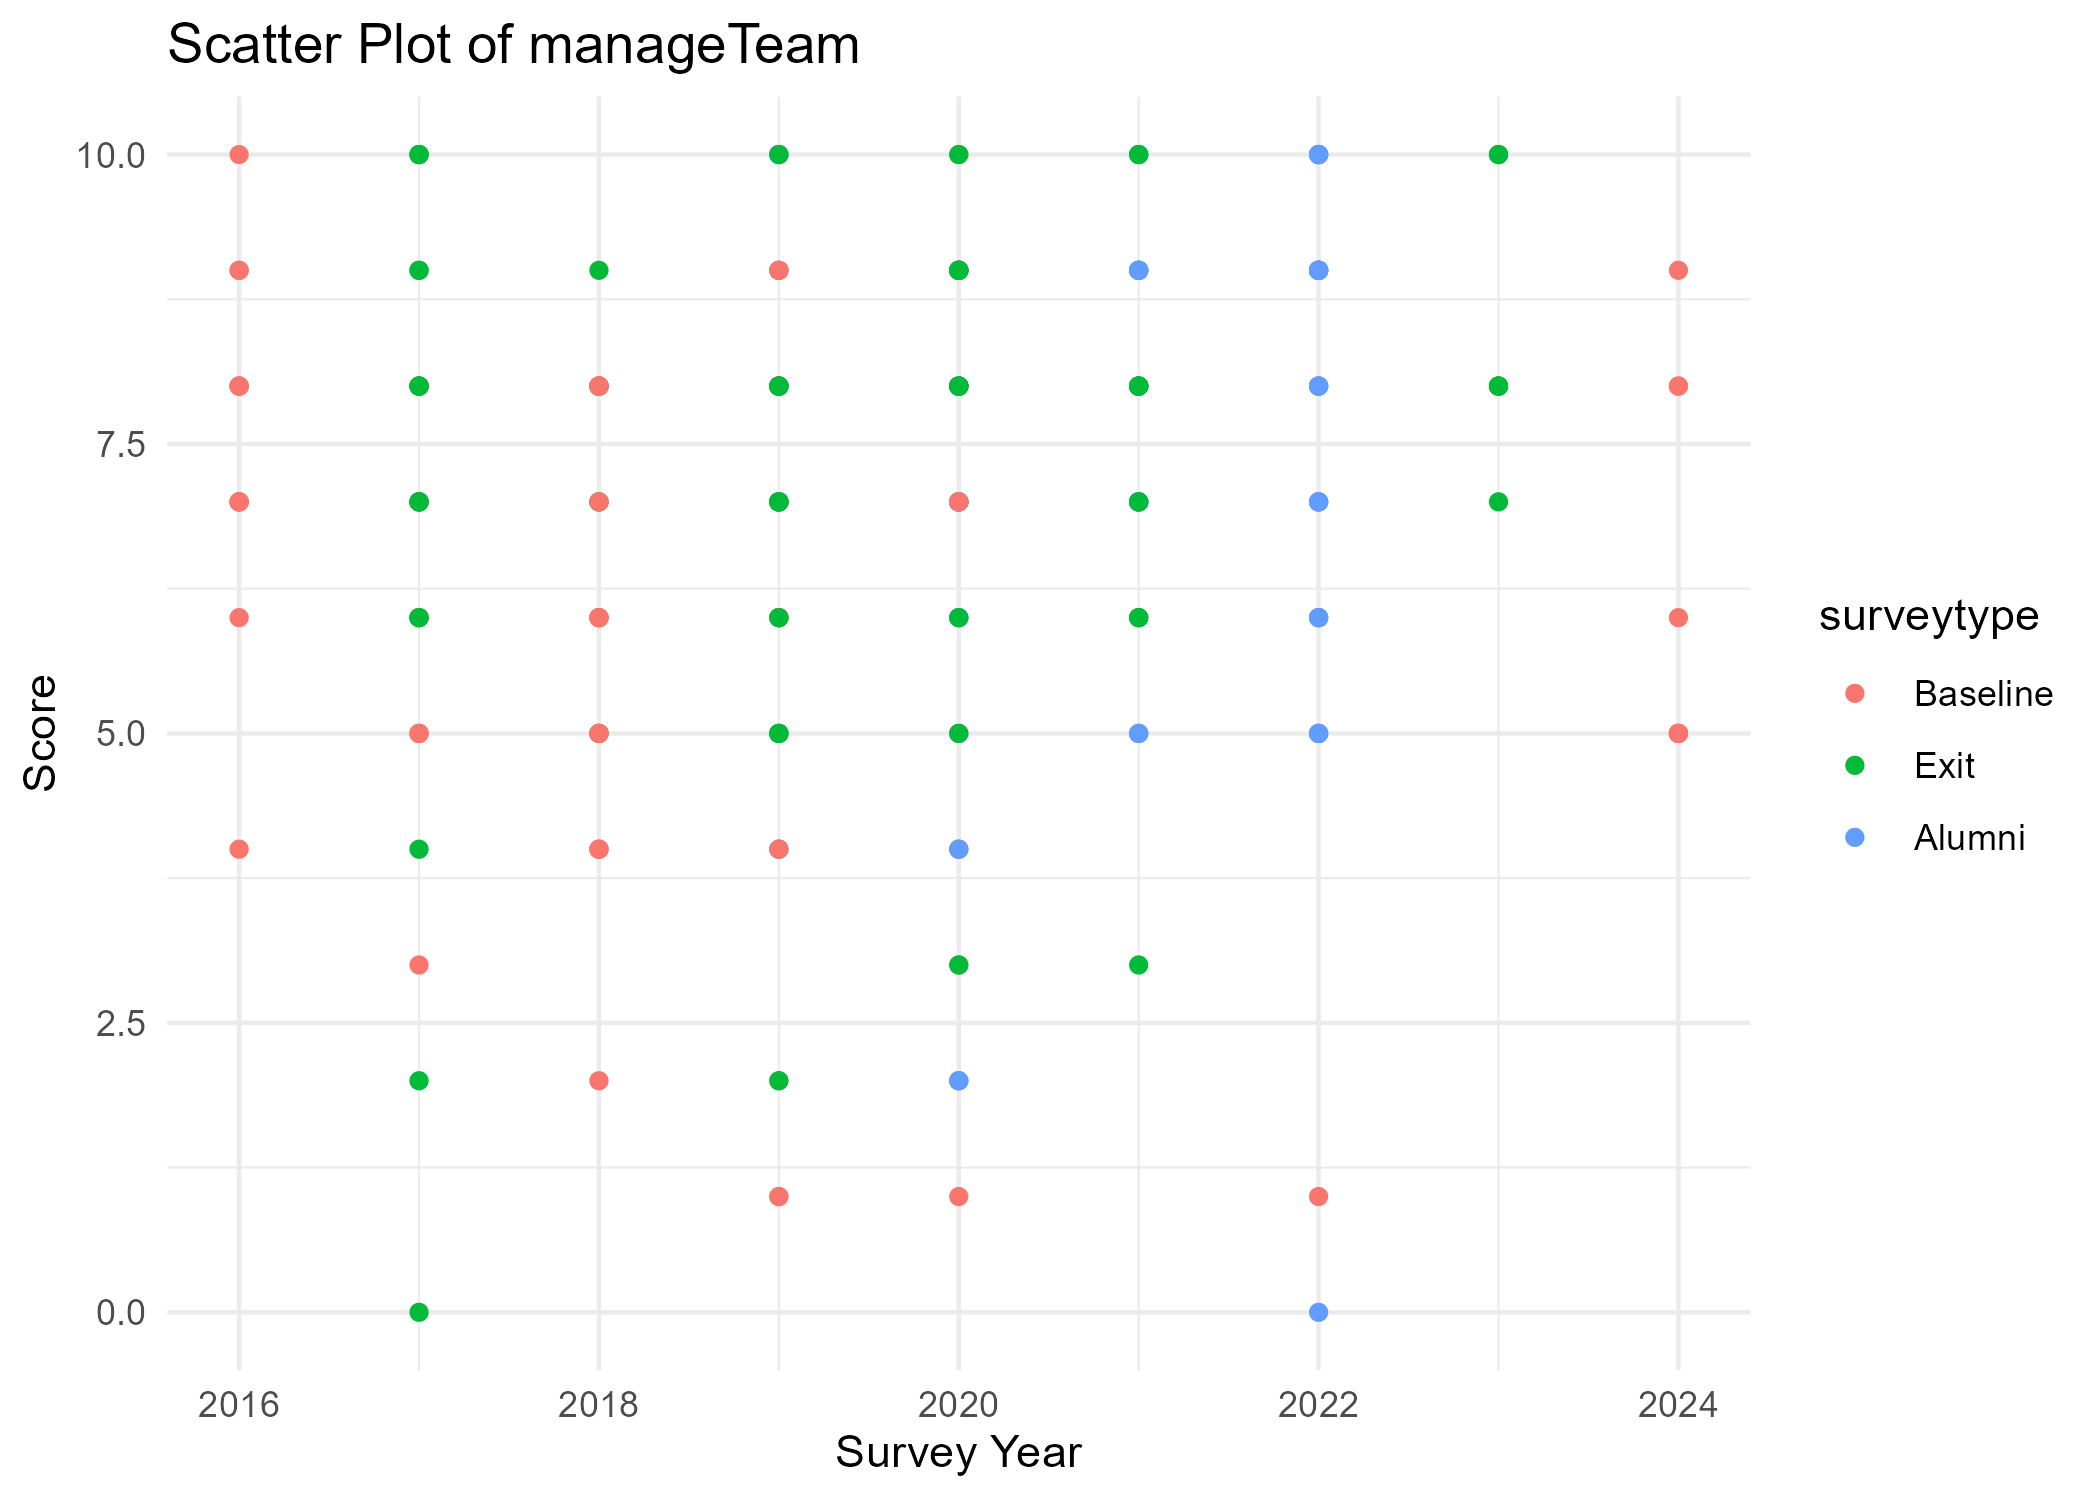 Scatter Plot of manageTeam
10.0
7.5
5.0
2.5
0.0
Score
2016 2018 2020 2022 2024
Survey Year
surveytype
Baseline
Exit
Alumni